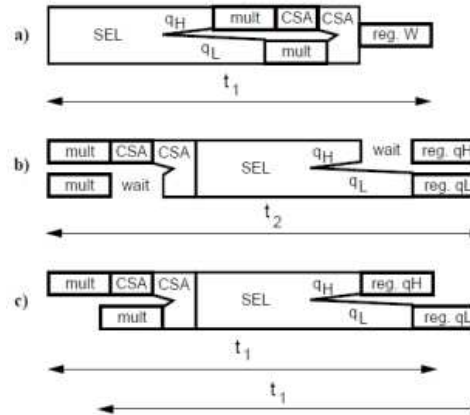 a)
SEL
qH
mult
CSA
CSA
qL
mult
reg. W
t1
b)
mult
CSA
CSA
mult
wait
SEL
qH
wait
reg. qH
qL
reg. qL
t2
c)
mult
CSA
CSA
mult
SEL
qH
reg. qH
qL
reg. qL
t1
t1